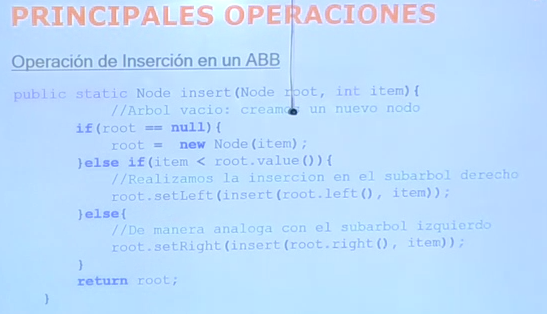 PRINCIPALES OPERACIONES
Operación de Inserción en un ABB
public static Node insert(Node root, int item){
//Arbol vacio: creamos un nuevo nodo
if(root == null){
root = new Node(item);
}else if(item < root.value()){
//Realizamos la insercion en el subarbol derecho
root.setLeft(insert(root.left(), item));
}else{
//De manera analoga con el subarbol izquierdo
root.setRight(insert(root.right(), item));
}
return root;
}